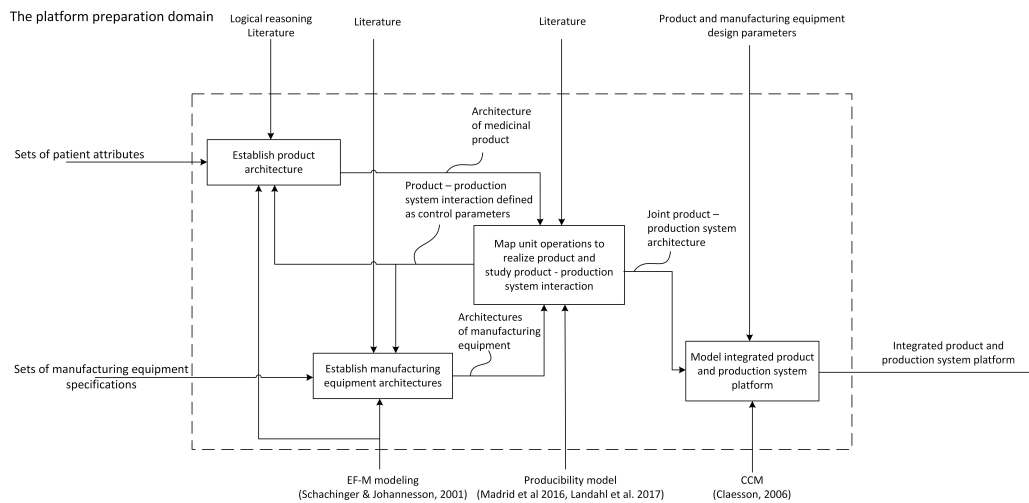 The platform preparation domain
Logical reasoning
Literature
Literature
Literature
Product and manufacturing equipment
design parameters
Sets of patient attributes
Establish product
architecture
Architecture
of medicinal
product
Product – production
system interaction defined
as control parameters
Map unit operations to
realize product and
study product - production
system interaction
Joint product –
production system
architecture
Architectures
of manufacturing
equipment
Sets of manufacturing equipment
specifications
Establish manufacturing
equipment architectures
Model integrated product
and production system
platform
Integrated product and
production system platform
EF-M modeling
(Schachinger & Johannesson, 2001)
Producibility model
(Madrid et al 2016, Landahl et al. 2017)
CCM
(Claesson, 2006)